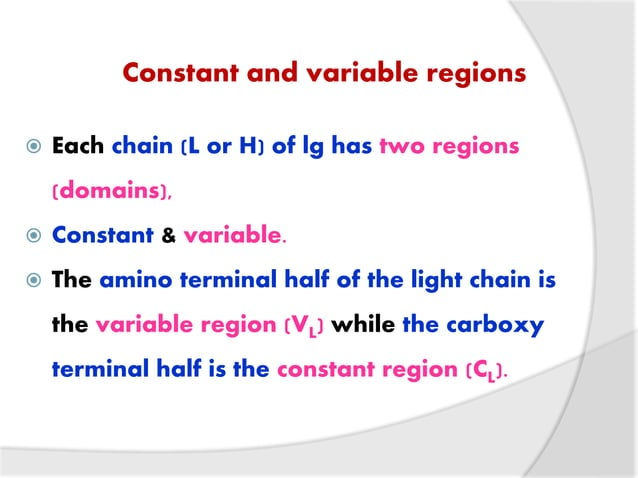 Constant and variable regions
Each chain (L or H) of lg has two regions
(domains),
Constant & variable.
The amino terminal half of the light chain is
the variable region (VL) while the carboxy
terminal half is the constant region (CL).